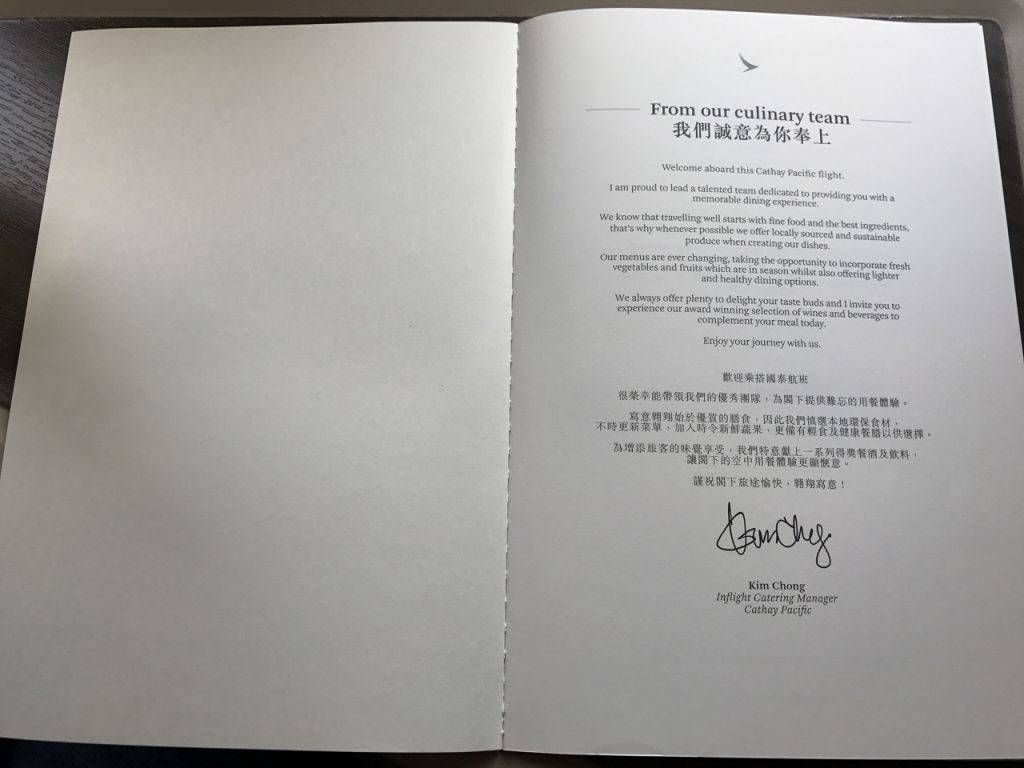 From our culinary team
我們誠意為你奉上
Welcome aboard this Cathay Pacific flight.
I am proud to lead a talented team dedicated to providing you with a
memorable dining experience.
We know that travelling well starts with fine food and the best ingredients,
that's why whenever possible we offer locally sourced and sustainable
produce when creating our dishes.
Our menus are ever changing, taking the opportunity to incorporate fresh
vegetables and fruits which are in season whilst also offering lighter
and healthy dining options.
We always offer plenty to delight your taste buds and I invite you to
experience our award winning selection of wines and beverages to
complement your meal today.
Enjoy your journey with us.
歡迎乘搭國泰航班
很榮幸能帶領我們的優秀團隊，為閣下提供難忘的用餐體驗。
寫意翱翔始於優質的膳食，因此我們慎選本地環保食材，
不時更新菜單，加入時令新鮮蔬果，更備有輕食及健康餐膳以供選擇。
為增添旅客的味覺享受，我們特意獻上一系列得獎餐酒及飲料，
讓閣下的空中用餐體驗更顯愜意。
謹祝閣下旅途愉快、翱翔寫意！
Kim Chong
Kim Chong
Inflight Catering Manager
Cathay Pacific